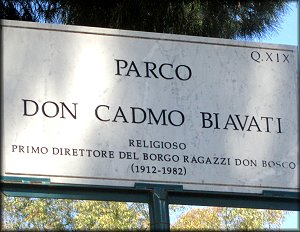 Q.XIX
PARCO
DON CADMO BIAVATI
RELIGIOSO
PRIMO DIRETTORE DEL BORGO RAGAZZI DON BOSCO
(1912-1982)